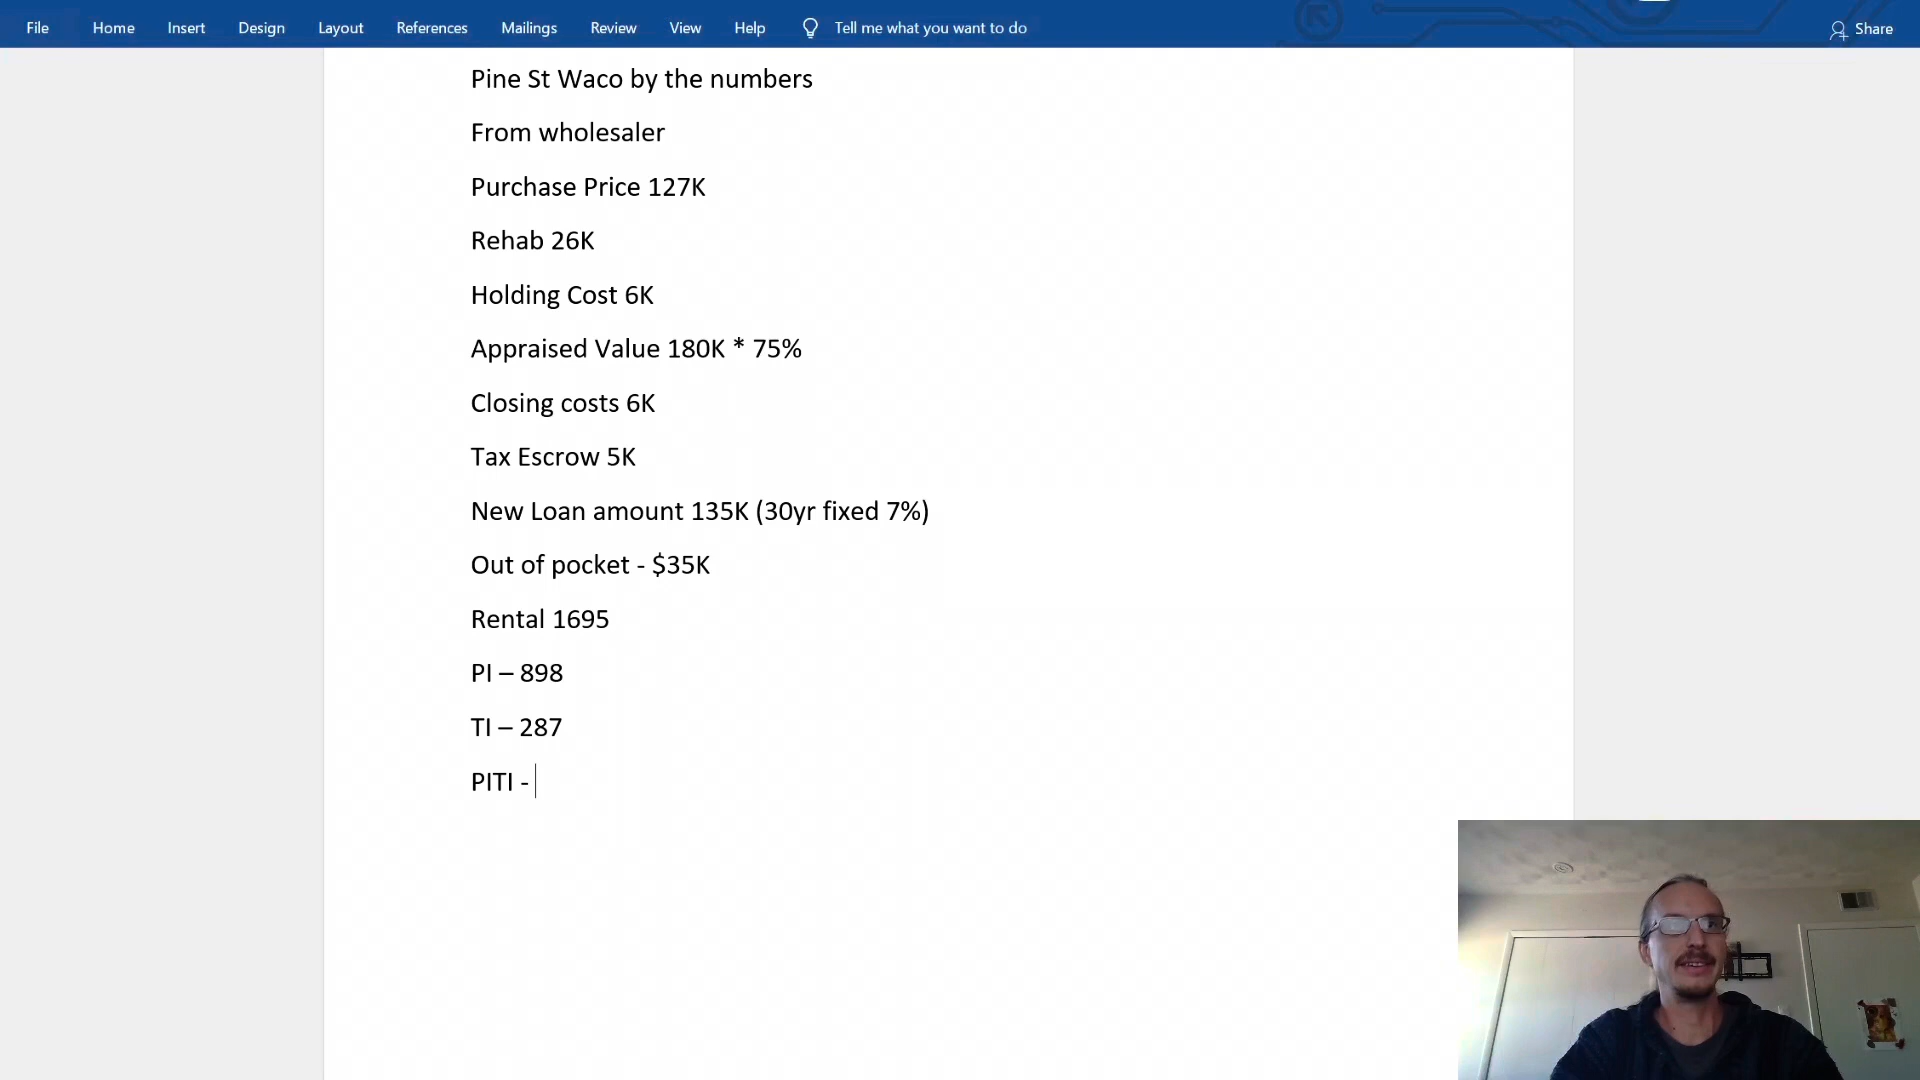 File Home Insert Design Layout References Mailings Review View Help Tell me what you want to do Share
Pine St Waco by the numbers
From wholesaler
Purchase Price 127K
Rehab 26K
Holding Cost 6K
Appraised Value 180K * 75%
Closing costs 6K
Tax Escrow 5K
New Loan amount 135K (30yr fixed 7%)
Out of pocket - $35K
Rental 1695
PI – 898
TI – 287
PITI -